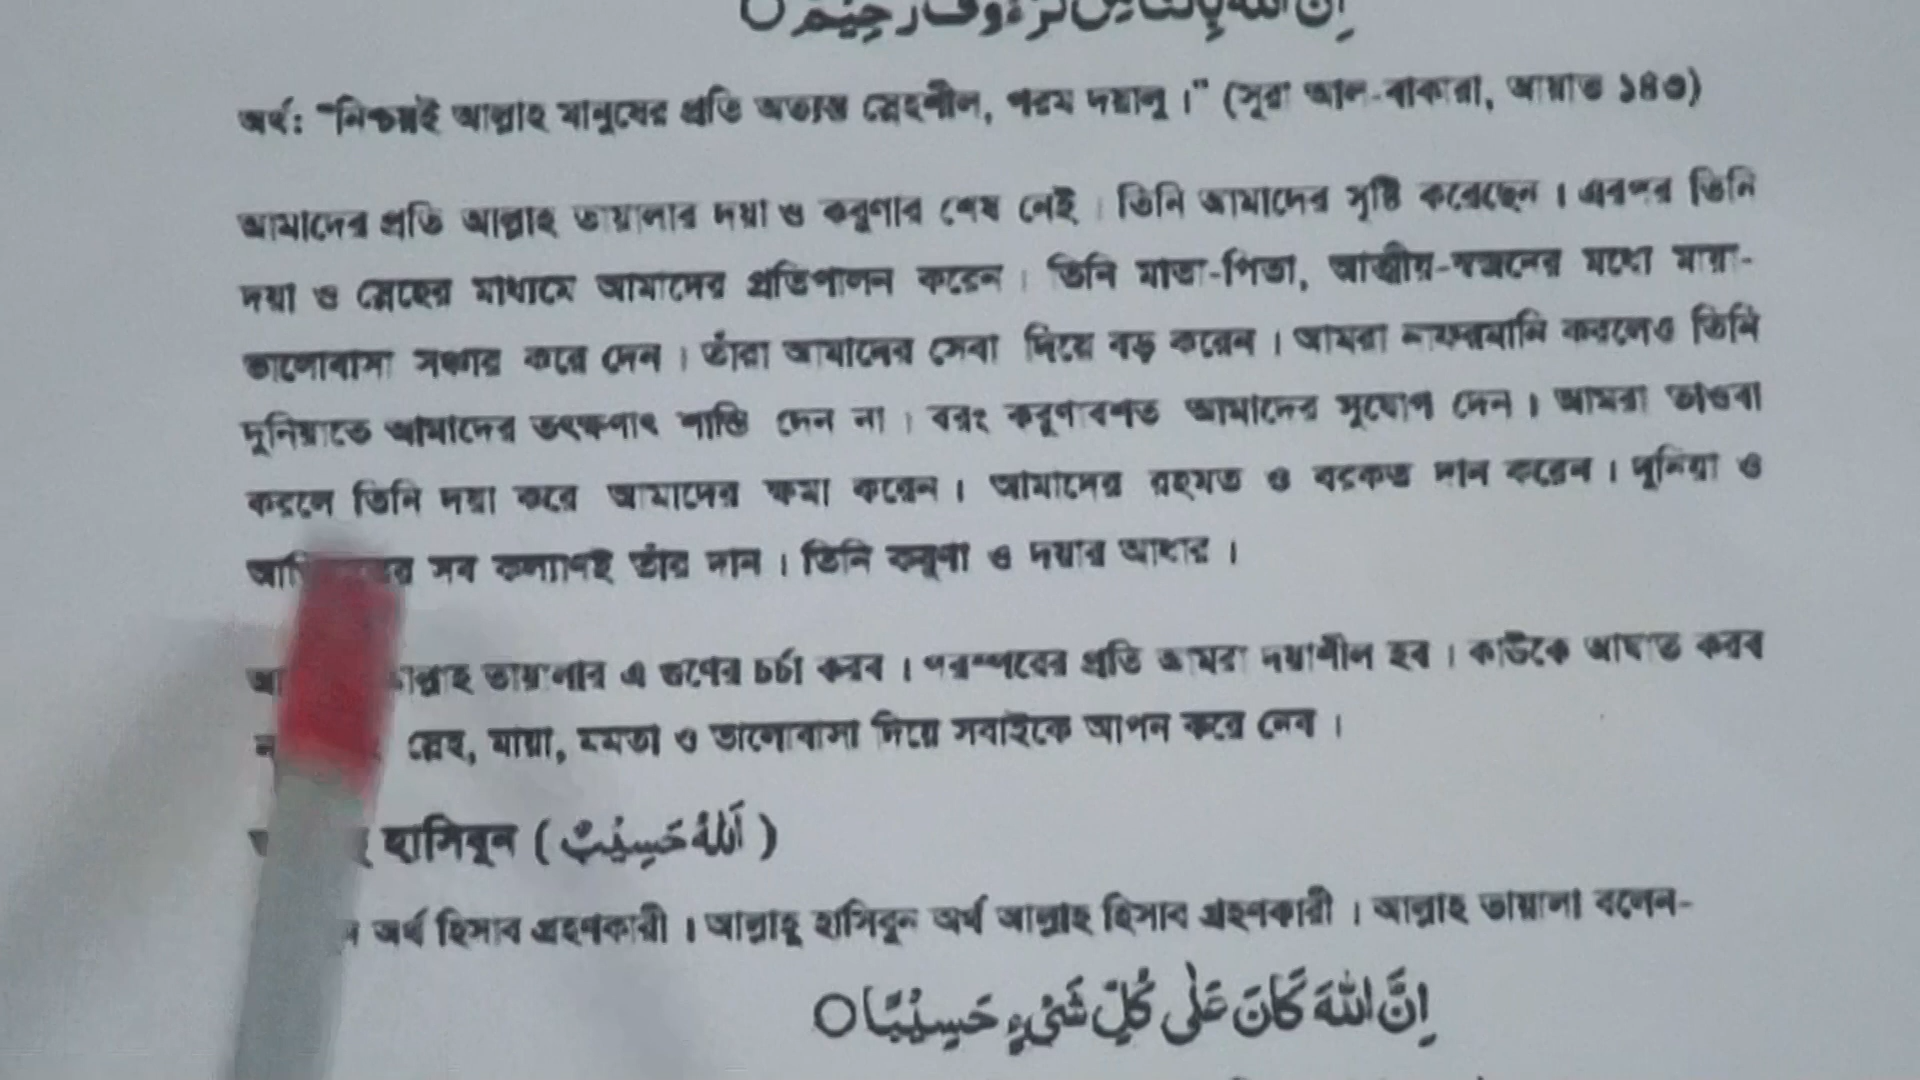 اِنَّ اللّٰهَ بِالنَّاسِ لَرَءُوْفٌ رَّحِيْمٌ ○
অর্থ: “নিশ্চয়ই আল্লাহ মানুষের প্রতি অত্যন্ত স্নেহশীল, পরম দয়ালু।” (সূরা আল-বাকারা, আয়াত ১৪৩)
আমাদের প্রতি আল্লাহ তায়ালার দয়া ও করুণার শেষ নেই। তিনি আমাদের সৃষ্টি করেছেন। এরপর তিনি
দয়া ও স্নেহের মাধ্যমে আমাদের প্রতিপালন করেন। তিনি মাতা-পিতা, আত্মীয়-স্বজনের মধ্যে মায়া-
ভালোবাসা সঞ্চার করে দেন। তাঁরা আমাদের সেবা দিয়ে বড় করেন। আমরা নাফরমানি করলেও তিনি
দুনিয়াতে আমাদের তৎক্ষণাৎ শাস্তি দেন না। বরং করুণাবশত আমাদের সুযোগ দেন। আমরা তাওবা
করলে তিনি দয়া করে আমাদের ক্ষমা করেন। আমাদের রহমত ও বরকত দান করেন। দুনিয়া ও
সব কল্যাণই তাঁর দান। তিনি করুণা ও দয়ার আধার।
তায়ালার এ গুণের চর্চা করব। পরস্পরের প্রতি আমরা দয়াশীল হব। কাউকে আঘাত করব
স্নেহ, মায়া, মমতা ও ভালোবাসা দিয়ে সবাইকে আপন করে নেব।
হাসিবুন (اَللّٰهُ حَسِيْبٌ)
অর্থ হিসাব গ্রহণকারী। আল্লাহু হাসিবুন অর্থ আল্লাহ হিসাব গ্রহণকারী। আল্লাহ তায়ালা বলেন-
اِنَّ اللّٰهَ كَانَ عَلٰى كُلِّ شَىْءٍ حَسِيْبًا ○